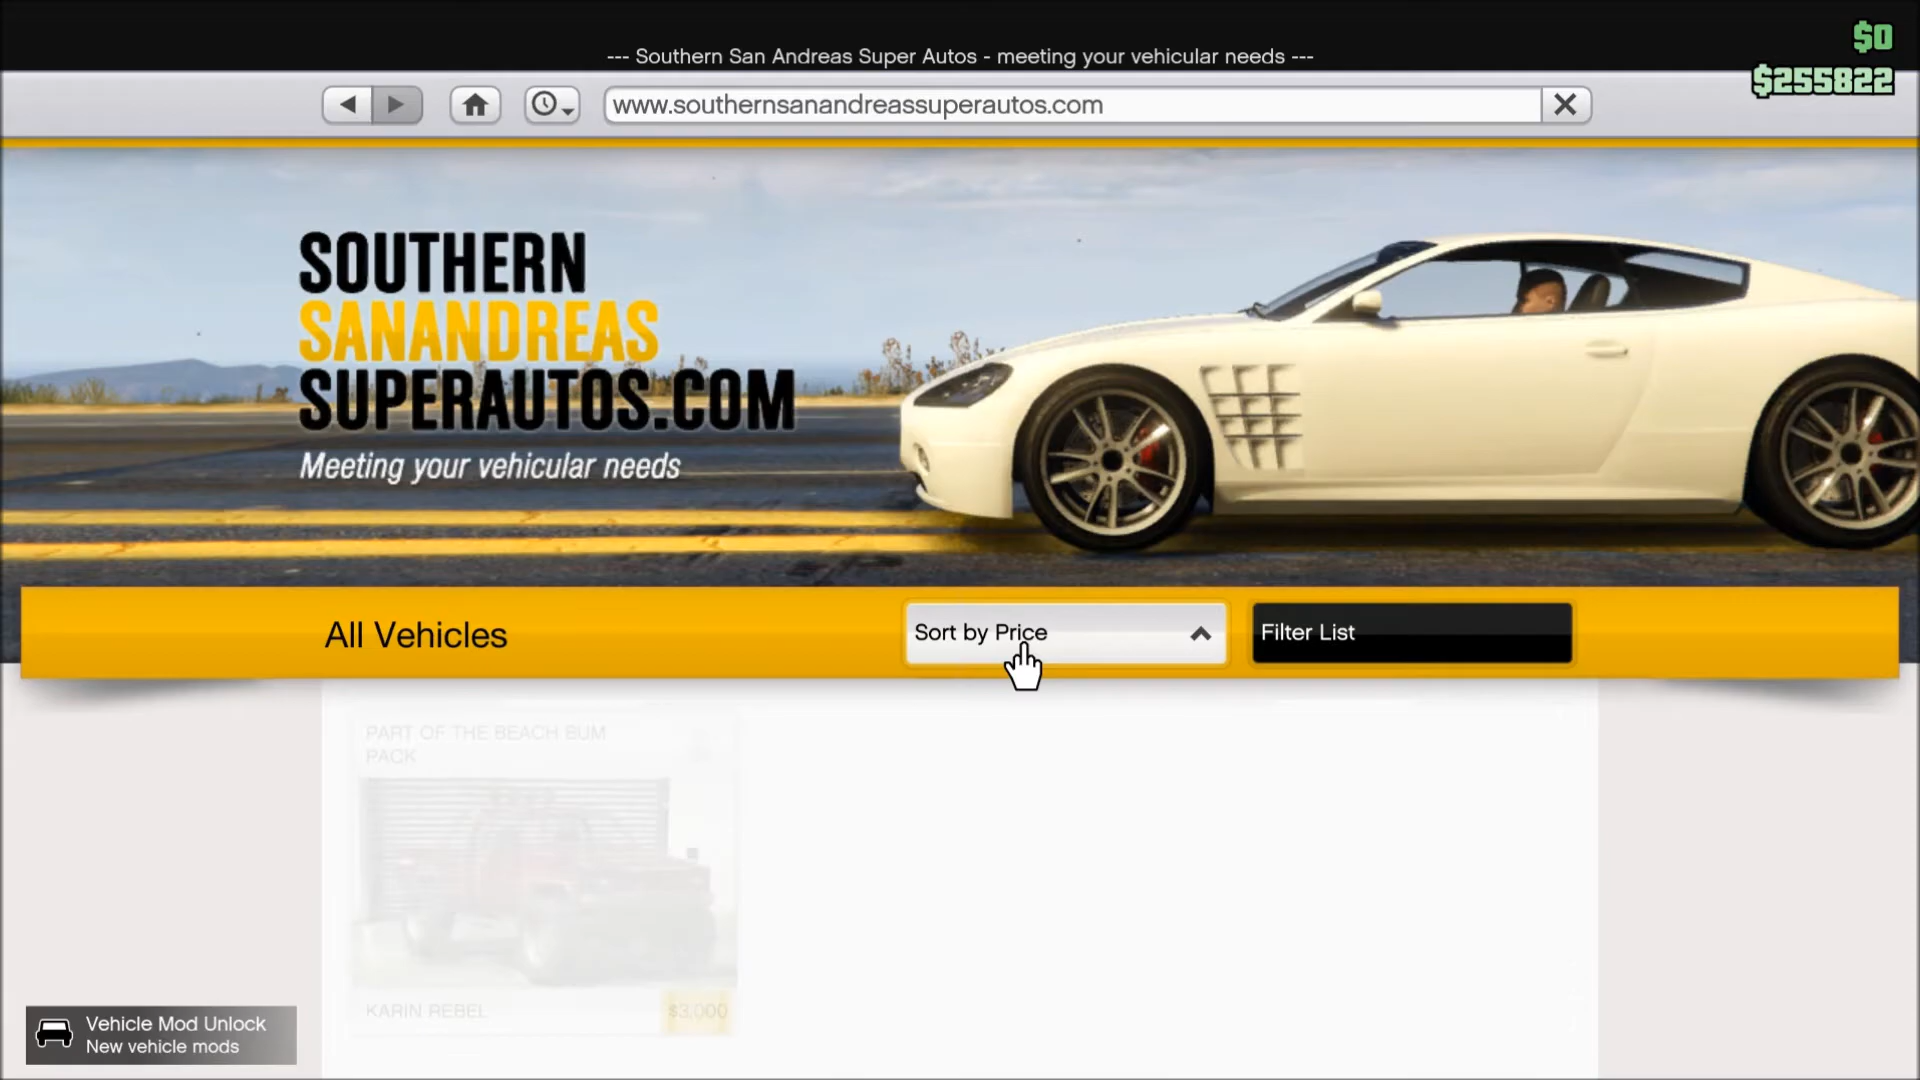 --- Southern San Andreas Super Autos - meeting your vehicular needs ---
$0
$255822
www.southernsanandreassuperautos.com
SOUTHERN
SANANDREAS
SUPERAUTOS.COM
Meeting your vehicular needs
All Vehicles
Sort by Price
Filter List
PART OF THE BEACH BUM
PACK
KARIN REBEL
$3,000
Vehicle Mod Unlock
New vehicle mods